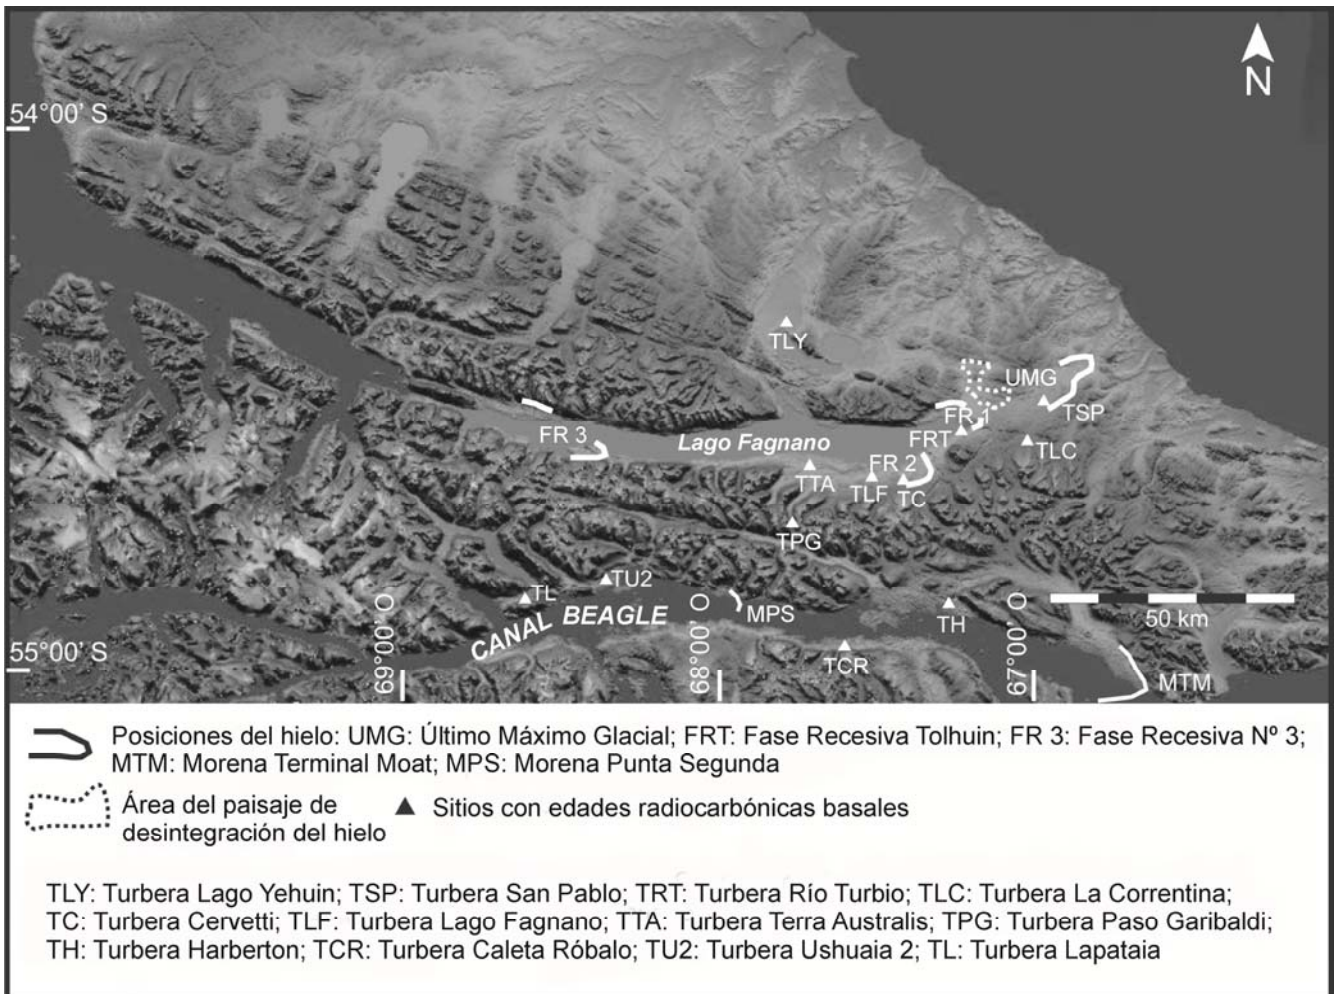 N
54°00' S
TLY
UMG
TSP
FR 1
FR 3
Lago Fagnano
FRT
TLC
FR 2
TTA
TLF
TC
TPG
TU2
TL
CANAL BEAGLE
MPS
TH
50 km
69°00' O
68°00' O
67°00' O
55°00' S
TCR
MTM
Posiciones del hielo: UMG: Último Máximo Glacial; FRT: Fase Recesiva Tolhuin; FR 3: Fase Recesiva Nº 3;
MTM: Morena Terminal Moat; MPS: Morena Punta Segunda
Área del paisaje de
desintegración del hielo
Sitios con edades radiocarbónicas basales
TLY: Turbera Lago Yehuin; TSP: Turbera San Pablo; TRT: Turbera Río Turbio; TLC: Turbera La Correntina;
TC: Turbera Cervetti; TLF: Turbera Lago Fagnano; TTA: Turbera Terra Australis; TPG: Turbera Paso Garibaldi;
TH: Turbera Harberton; TCR: Turbera Caleta Róbalo; TU2: Turbera Ushuaia 2; TL: Turbera Lapataia